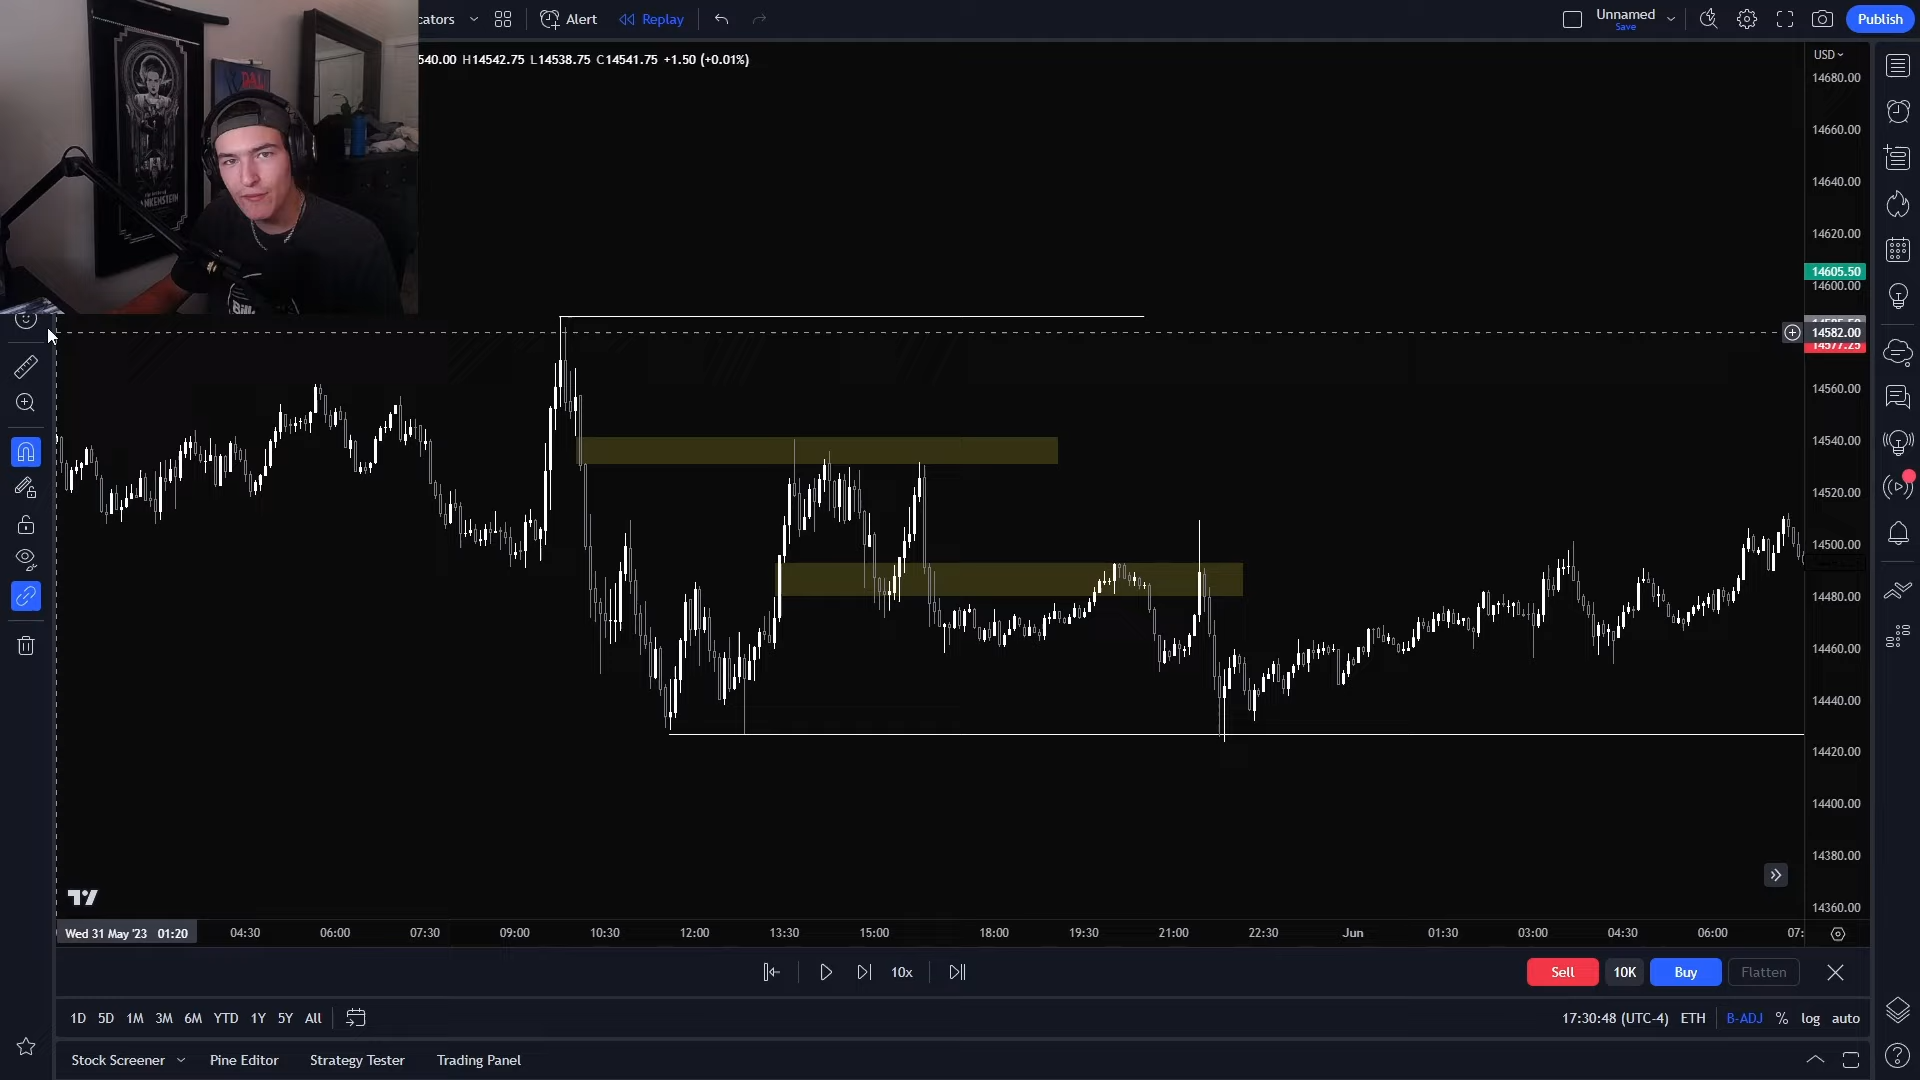 cators
Alert
Replay
Unnamed
Save
Publish
540.00 H14542.75 L14538.75 C14541.75 +1.50 (+0.01%)
USD
14680.00
14660.00
14640.00
14620.00
14605.50
14600.00
14582.00
14577.25
14560.00
14540.00
14520.00
14500.00
14480.00
14460.00
14440.00
14420.00
14400.00
14380.00
14360.00
FRANKENSTEIN
Wed 31 May '23 01:20 04:30 06:00 07:30 09:00 10:30 12:00 13:30 15:00 18:00 19:30 21:00 22:30 Jun 01:30 03:00 04:30 06:00 07:
10x
Sell 10K Buy Flatten
1D 5D 1M 3M 6M YTD 1Y 5Y All
17:30:48 (UTC-4) ETH B-ADJ % log auto
Stock Screener Pine Editor Strategy Tester Trading Panel